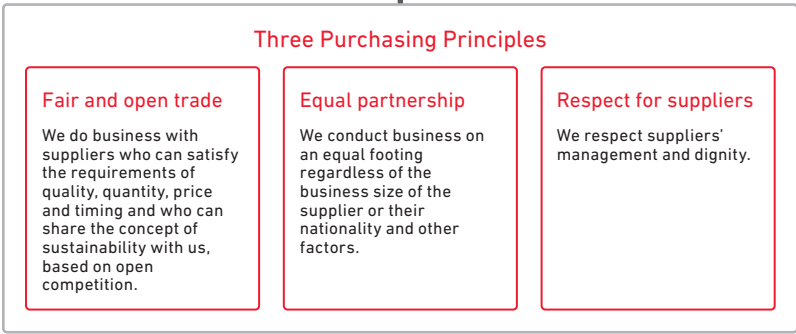 Three Purchasing Principles
Fair and open trade
We do business with
suppliers who can satisfy
the requirements of
quality, quantity, price
and timing and who can
share the concept of
sustainability with us,
based on open
competition.
Equal partnership
We conduct business on
an equal footing
regardless of the
business size of the
supplier or their
nationality and other
factors.
Respect for suppliers
We respect suppliers’
management and dignity.